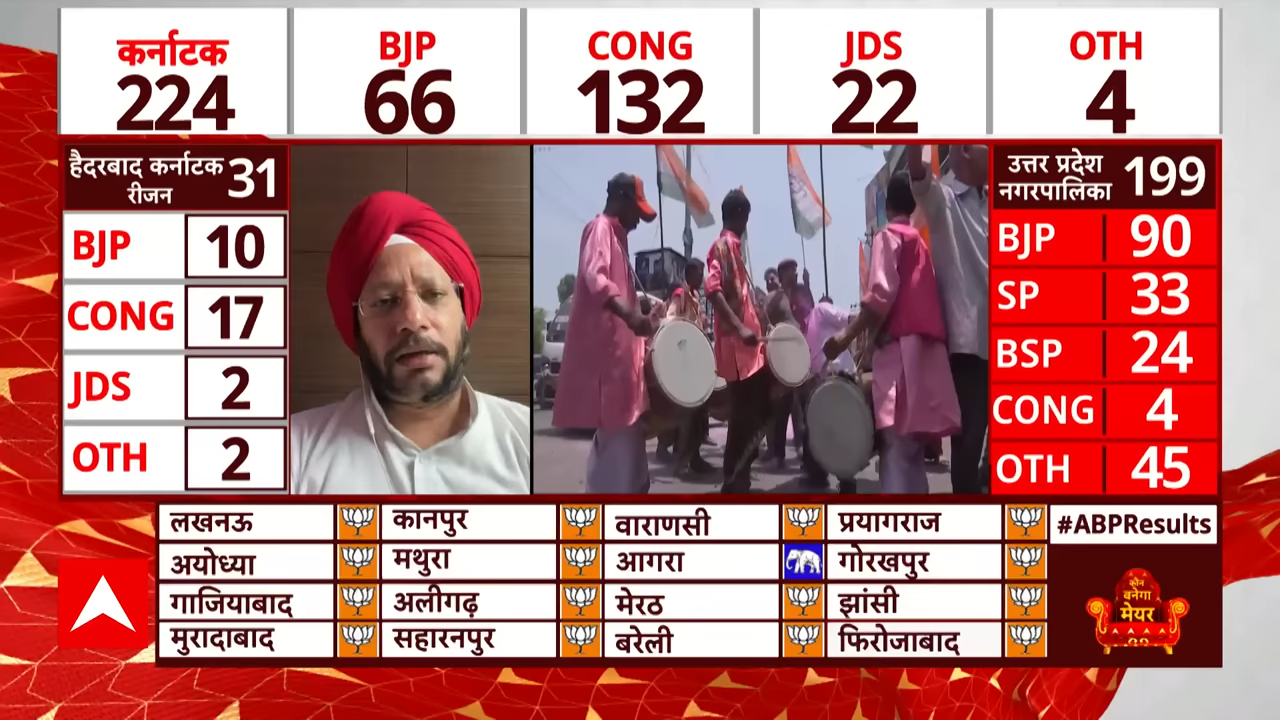 कर्नाटक
224
BJP
66
CONG
132
JDS
22
OTH
4
हैदरबाद कर्नाटक
रीजन
31
BJP 10
CONG 17
JDS 2
OTH 2
उत्तर प्रदेश
नगरपालिका
199
BJP 90
SP 33
BSP 24
CONG 4
OTH 45
लखनऊ कानपुर वाराणसी प्रयागराज
अयोध्या मथुरा आगरा गोरखपुर
गाजियाबाद अलीगढ़ मेरठ झांसी
मुरादाबाद सहारनपुर बरेली फिरोजाबाद
#ABPResults
कौन
बनेगा
मेयर